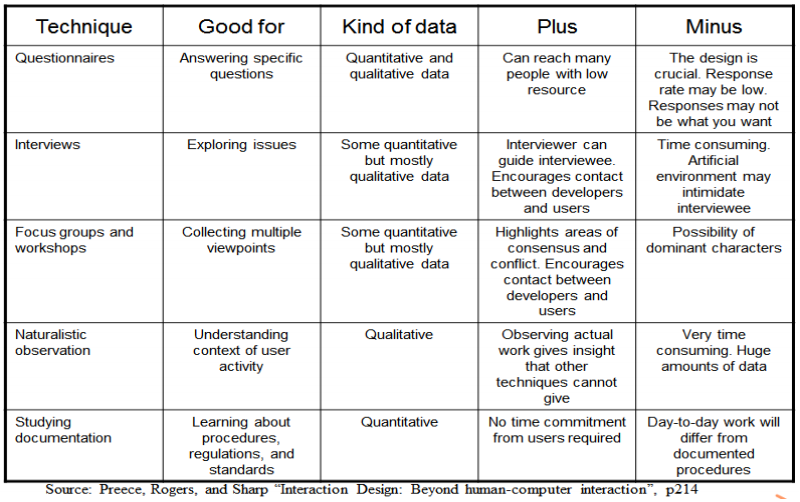 Technique Good for Kind of data Plus Minus
Questionnaires
Answering specific
questions
Quantitative and
qualitative data
Can reach many
people with low
resource
The design is
crucial. Response
rate may be low.
Responses may not
be what you want
Interviews
Exploring issues
Some quantitative
but mostly
qualitative data
Interviewer can
guide interviewee.
Encourages contact
between developers
and users
Time consuming.
Artificial
environment may
intimidate
interviewee
Focus groups and
workshops
Collecting multiple
viewpoints
Some quantitative
but mostly
qualitative data
Highlights areas of
consensus and
conflict. Encourages
contact between
developers and
users
Possibility of
dominant characters
Naturalistic
observation
Understanding
context of user
activity
Qualitative
Observing actual
work gives insight
that other
techniques cannot
give
Very time
consuming. Huge
amounts of data
Studying
documentation
Learning about
procedures,
regulations, and
standards
Quantitative
No time commitment
from users required
Day-to-day work will
differ from
documented
procedures
Source: Preece, Rogers, and Sharp “Interaction Design: Beyond human-computer interaction”, p214